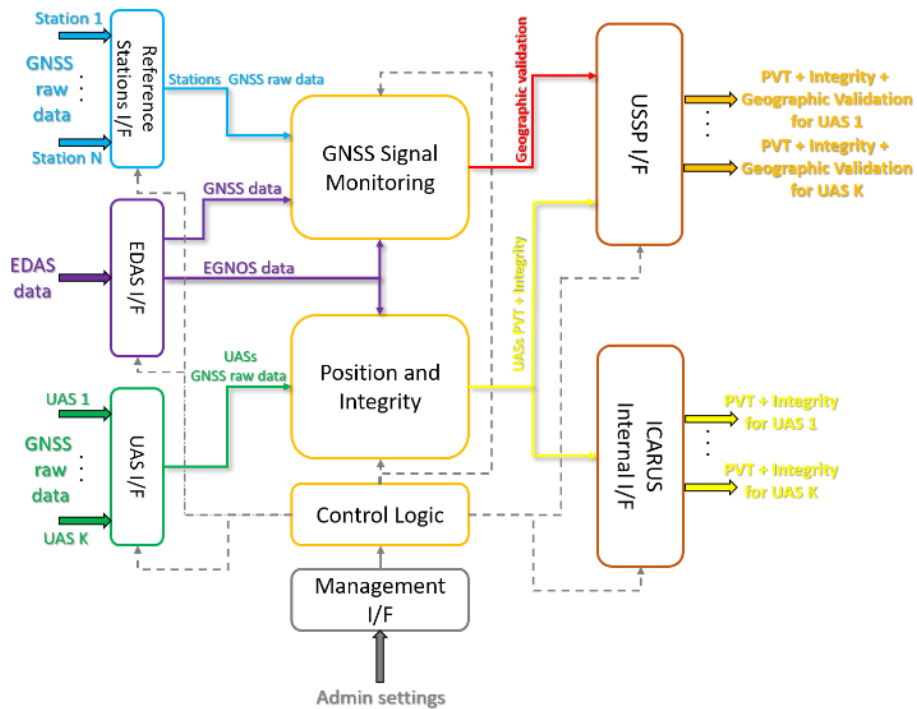 Station 1
GNSS
raw
data
Station N
Reference
Stations I/F
Stations GNSS raw data
GNSS Signal
Monitoring
Geographic validation
USSP I/F
PVT + Integrity +
Geographic Validation
for UAS 1
PVT + Integrity +
Geographic Validation
for UAS K
EDAS
data
EDAS I/F
GNSS data
EGNOS data
UASs PVT + Integrity
UAS 1
GNSS
raw
data
UAS K
UAS I/F
UASs
GNSS raw data
Position and
Integrity
ICARUS
Internal I/F
PVT + Integrity
for UAS 1
PVT + Integrity
for UAS K
Control Logic
Management
I/F
Admin settings